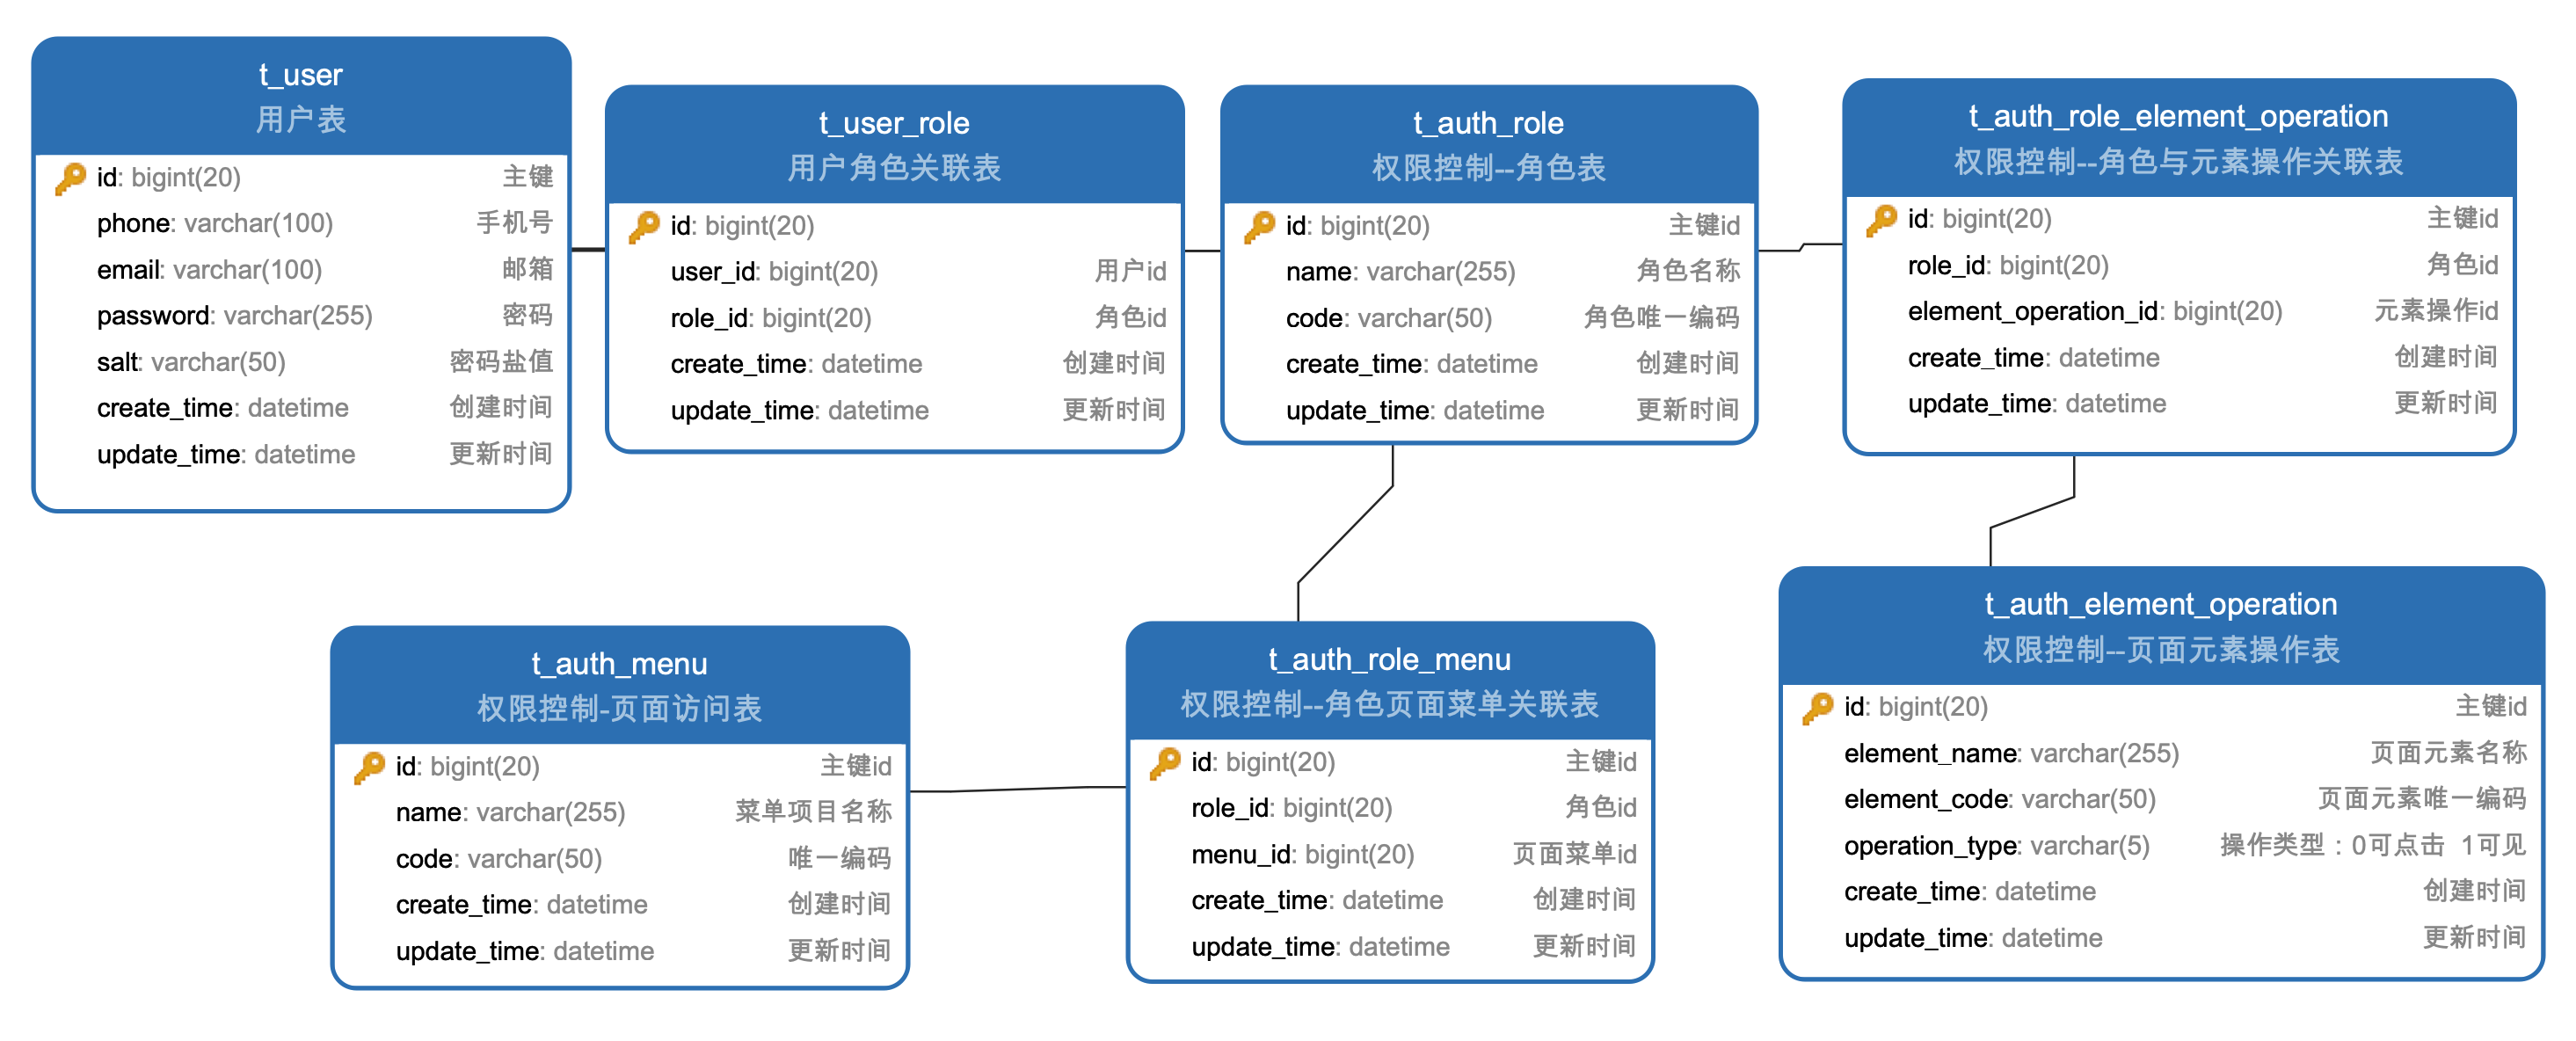 t_user
用户表
id: bigint(20) 主键
phone: varchar(100) 手机号
email: varchar(100) 邮箱
password: varchar(255) 密码
salt: varchar(50) 密码盐值
create_time: datetime 创建时间
update_time: datetime 更新时间
t_user_role
用户角色关联表
id: bigint(20)
user_id: bigint(20) 用户id
role_id: bigint(20) 角色id
create_time: datetime 创建时间
update_time: datetime 更新时间
t_auth_role
权限控制--角色表
id: bigint(20) 主键id
name: varchar(255) 角色名称
code: varchar(50) 角色唯一编码
create_time: datetime 创建时间
update_time: datetime 更新时间
t_auth_role_element_operation
权限控制--角色与元素操作关联表
id: bigint(20) 主键id
role_id: bigint(20) 角色id
element_operation_id: bigint(20) 元素操作id
create_time: datetime 创建时间
update_time: datetime 更新时间
t_auth_menu
权限控制-页面访问表
id: bigint(20) 主键id
name: varchar(255) 菜单项目名称
code: varchar(50) 唯一编码
create_time: datetime 创建时间
update_time: datetime 更新时间
t_auth_role_menu
权限控制--角色页面菜单关联表
id: bigint(20) 主键id
role_id: bigint(20) 角色id
menu_id: bigint(20) 页面菜单id
create_time: datetime 创建时间
update_time: datetime 更新时间
t_auth_element_operation
权限控制--页面元素操作表
id: bigint(20) 主键id
element_name: varchar(255) 页面元素名称
element_code: varchar(50) 页面元素唯一编码
operation_type: varchar(5) 操作类型：0可点击 1可见
create_time: datetime 创建时间
update_time: datetime 更新时间